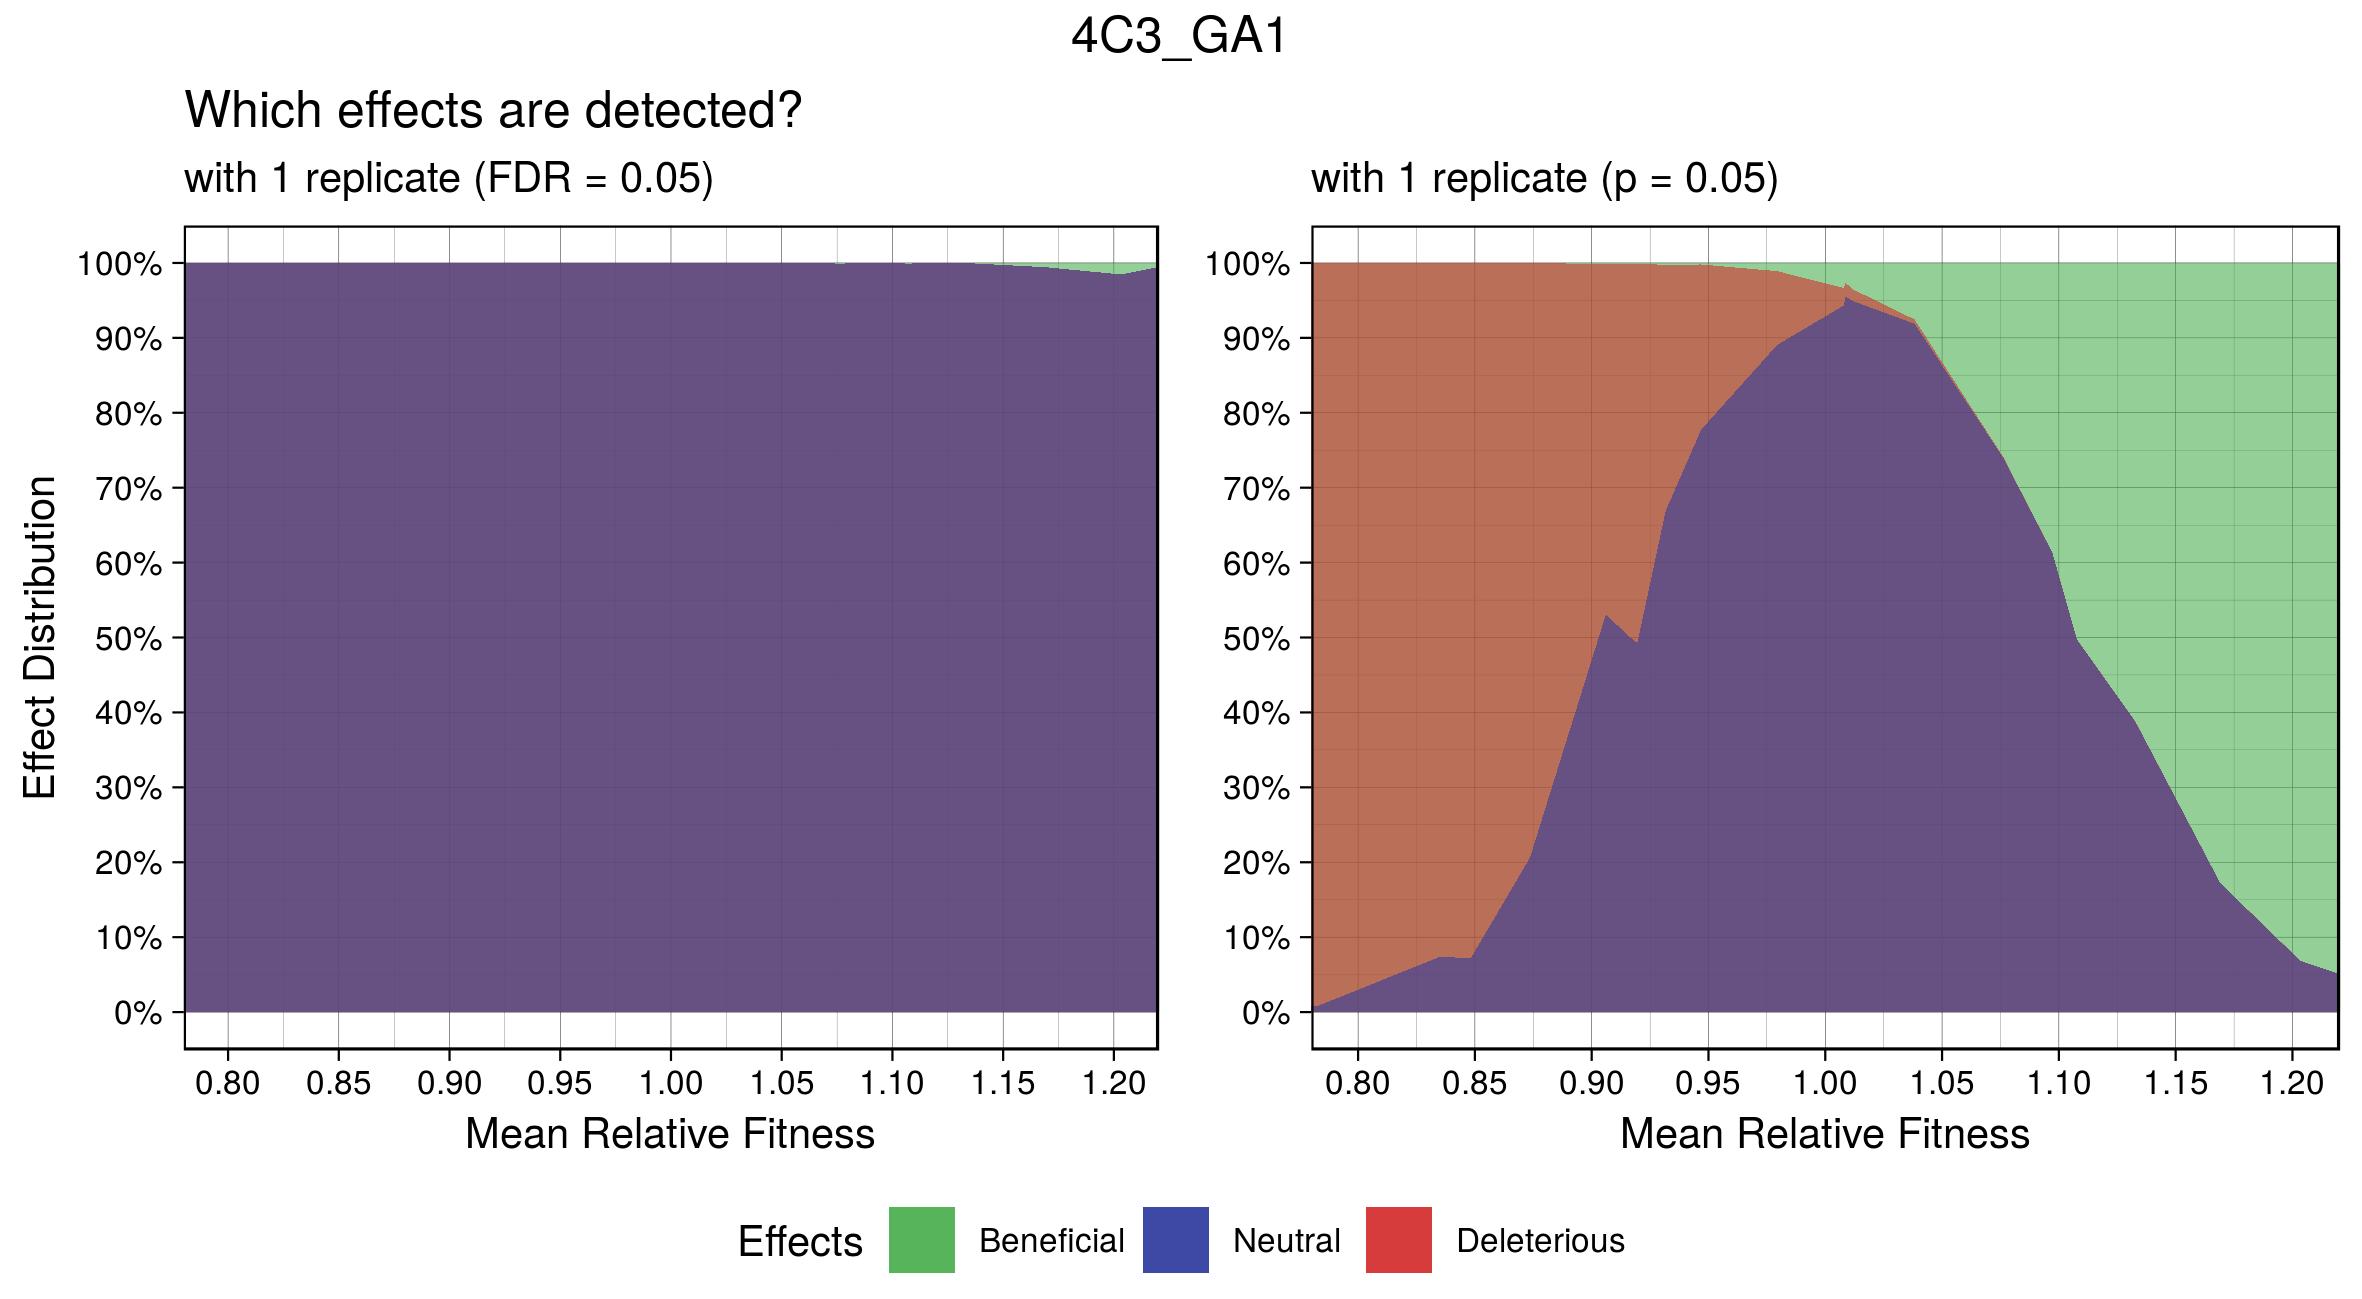 4C3_GA1
Which effects are detected?
with 1 replicate (FDR = 0.05)
with 1 replicate (p = 0.05)
Effect Distribution
100%
90%
80%
70%
60%
50%
40%
30%
20%
10%
0%
0.80 0.85 0.90 0.95 1.00 1.05 1.10 1.15 1.20
Mean Relative Fitness
100%
90%
80%
70%
60%
50%
40%
30%
20%
10%
0%
0.80 0.85 0.90 0.95 1.00 1.05 1.10 1.15 1.20
Mean Relative Fitness
Effects Beneficial Neutral Deleterious